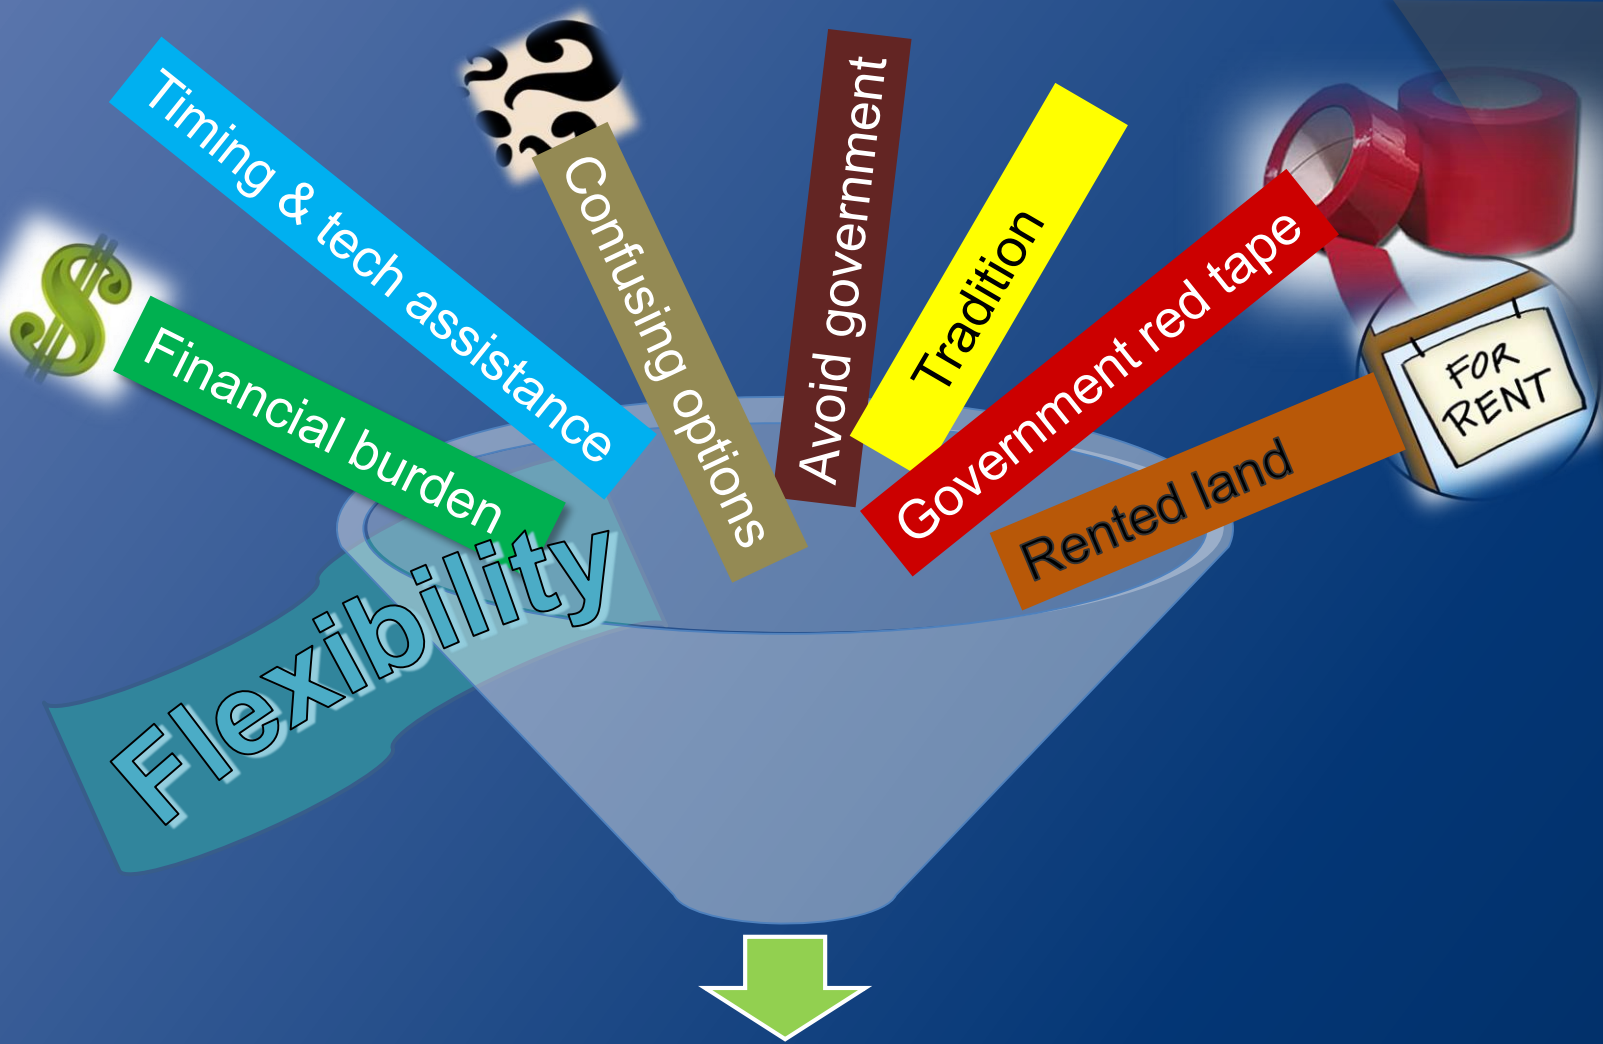 Timing & tech assistance
Confusing options
Avoid government
Tradition
Government red tape
Financial burden
FOR
RENT
Rented land
Flexibility